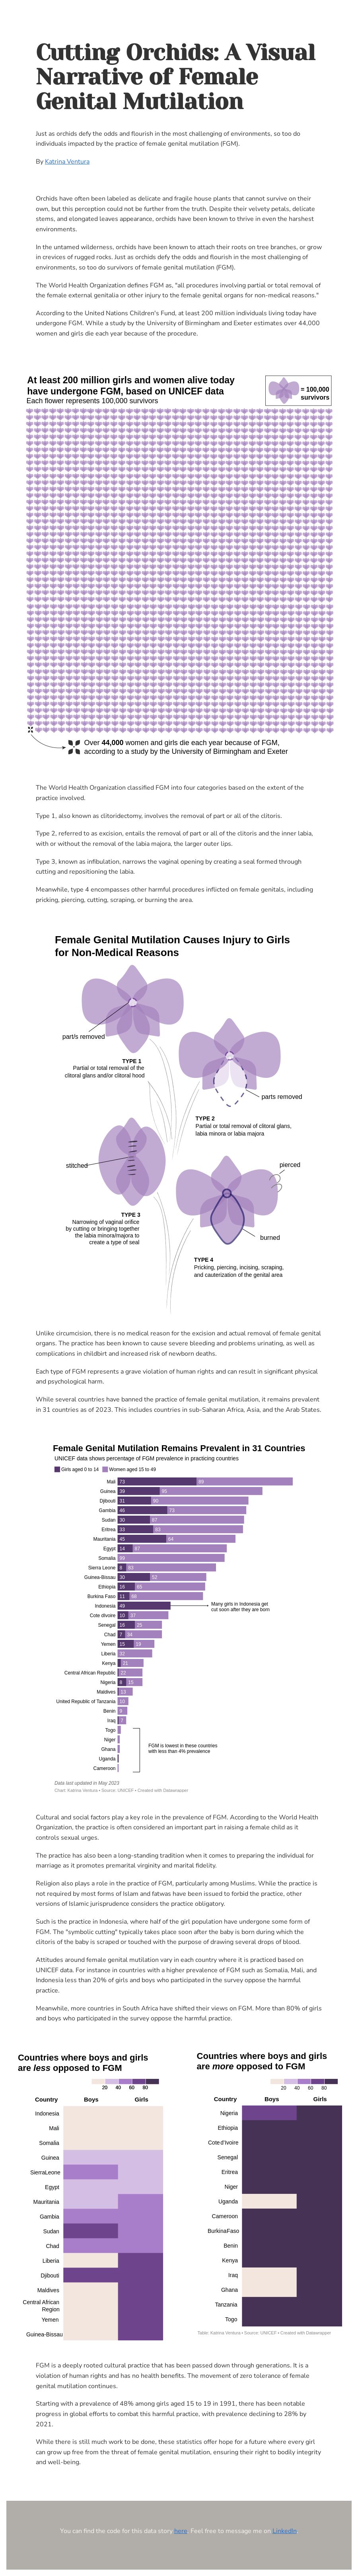 Cutting Orchids: A Visual
Narrative of Female
Genital Mutilation
Just as orchids defy the odds and flourish in the most challenging of environments, so too do
individuals impacted by the practice of female genital mutilation (FGM).
By Katrina Ventura
Orchids have often been labeled as delicate and fragile house plants that cannot survive on their
own, but this perception could not be further from the truth. Despite their velvety petals, delicate
stems, and elongated leaves appearance, orchids have been known to thrive in even the harshest
environments.
In the untamed wilderness, orchids have been known to attach their roots on tree branches, or grow
in crevices of rugged rocks. Just as orchids defy the odds and flourish in the most challenging of
environments, so too do survivors of female genital mutilation (FGM).
The World Health Organization defines FGM as, "all procedures involving partial or total removal of
the female external genitalia or other injury to the female genital organs for non-medical reasons."
According to the United Nations Children's Fund, at least 200 million individuals living today have
undergone FGM. While a study by the University of Birmingham and Exeter estimates over 44,000
women and girls die each year because of the procedure.
At least 200 million girls and women alive today
have undergone FGM, based on UNICEF data
Each flower represents 100,000 survivors
= 100,000
survivors
Over 44,000 women and girls die each year because of FGM,
according to a study by the University of Birmingham and Exeter
The World Health Organization classified FGM into four categories based on the extent of the
practice involved.
Type 1, also known as clitoridectomy, involves the removal of part or all of the clitoris.
Type 2, referred to as excision, entails the removal of part or all of the clitoris and the inner labia,
with or without the removal of the labia majora, the larger outer lips.
Type 3, known as infibulation, narrows the vaginal opening by creating a seal formed through
cutting and repositioning the labia.
Meanwhile, type 4 encompasses other harmful procedures inflicted on female genitals, including
pricking, piercing, cutting, scraping, or burning the area.
Female Genital Mutilation Causes Injury to Girls
for Non-Medical Reasons
part/s removed
TYPE 1
Partial or total removal of the
clitoral glans and/or clitoral hood
parts removed
TYPE 2
Partial or total removal of clitoral glans,
labia minora or labia majora
stitched
pierced
TYPE 3
Narrowing of vaginal orifice
by cutting or bringing together
the labia minora/majora to
create a type of seal
burned
TYPE 4
Pricking, piercing, incising, scraping,
and cauterization of the genital area
Unlike circumcision, there is no medical reason for the excision and actual removal of female genital
organs. The practice has been known to cause severe bleeding and problems urinating, as well as
complications in childbirt and increased risk of newborn deaths.
Each type of FGM represents a grave violation of human rights and can result in significant physical
and psychological harm.
While several countries have banned the practice of female genital mutilation, it remains prevalent
in 31 countries as of 2023. This includes countries in sub-Saharan Africa, Asia, and the Arab States.
Female Genital Mutilation Remains Prevalent in 31 Countries
UNICEF data shows percentage of FGM prevalence in practicing countries
Girls aged 0 to 14 Women aged 15 to 49
Mali 73 89
Guinea 39 95
Djibouti 31 90
Gambia 46 73
Sudan 30 87
Eritrea 33 83
Mauritania 45 64
Egypt 14 87
Somalia 99
Sierra Leone 8 83
Guinea-Bissau 30 52
Ethiopia 16 65
Burkina Faso 11 68
Indonesia 49
Many girls in Indonesia get
cut soon after they are born
Cote divoire 10 37
Senegal 16 25
Chad 7 34
Yemen 15 19
Liberia 32
Kenya 21
Central African Republic 22
Nigeria 8 15
Maldives 13
United Republic of Tanzania 10
Benin 9
Iraq 7
Togo
Niger
Ghana
Uganda
Cameroon
FGM is lowest in these countries
with less than 4% prevalence
Data last updated in May 2023
Chart: Katrina Ventura • Source: UNICEF • Created with Datawrapper
Cultural and social factors play a key role in the prevalence of FGM. According to the World Health
Organization, the practice is often considered an important part in raising a female child as it
controls sexual urges.
The practice has also been a long-standing tradition when it comes to preparing the individual for
marriage as it promotes premarital virginity and marital fidelity.
Religion also plays a role in the practice of FGM, particularly among Muslims. While the practice is
not required by most forms of Islam and fatwas have been issued to forbid the practice, other
versions of Islamic jurisprudence considers the practice obligatory.
Such is the practice in Indonesia, where half of the girl population have undergone some form of
FGM. The "symbolic cutting" typically takes place soon after the baby is born during which the
clitoris of the baby is scraped or touched with the purpose of drawing several drops of blood.
Attitudes around female genital mutilation vary in each country where it is practiced based on
UNICEF data. For instance in countries with a higher prevalence of FGM such as Somalia, Mali, and
Indonesia less than 20% of girls and boys who participated in the survey oppose the harmful
practice.
Meanwhile, more countries in South Africa have shifted their views on FGM. More than 80% of girls
and boys who participated in the survey oppose the harmful practice.
Countries where boys and girls
are less opposed to FGM
20 40 60 80
Country Boys Girls
Indonesia
Mali
Somalia
Guinea
SierraLeone
Egypt
Mauritania
Gambia
Sudan
Chad
Liberia
Djibouti
Maldives
Central African
Region
Yemen
Guinea-Bissau
Countries where boys and girls
are more opposed to FGM
20 40 60 80
Country Boys Girls
Nigeria
Ethiopia
Coted'Ivoire
Senegal
Eritrea
Niger
Uganda
Cameroon
BurkinaFaso
Benin
Kenya
Iraq
Ghana
Tanzania
Togo
Table: Katrina Ventura • Source: UNICEF • Created with Datawrapper
FGM is a deeply rooted cultural practice that has been passed down through generations. It is a
violation of human rights and has no health benefits. The movement of zero tolerance of female
genital mutilation continues.
Starting with a prevalence of 48% among girls aged 15 to 19 in 1991, there has been notable
progress in global efforts to combat this harmful practice, with prevalence declining to 28% by
2021.
While there is still much work to be done, these statistics offer hope for a future where every girl
can grow up free from the threat of female genital mutilation, ensuring their right to bodily integrity
and well-being.
You can find the code for this data story here. Feel free to message me on LinkedIn